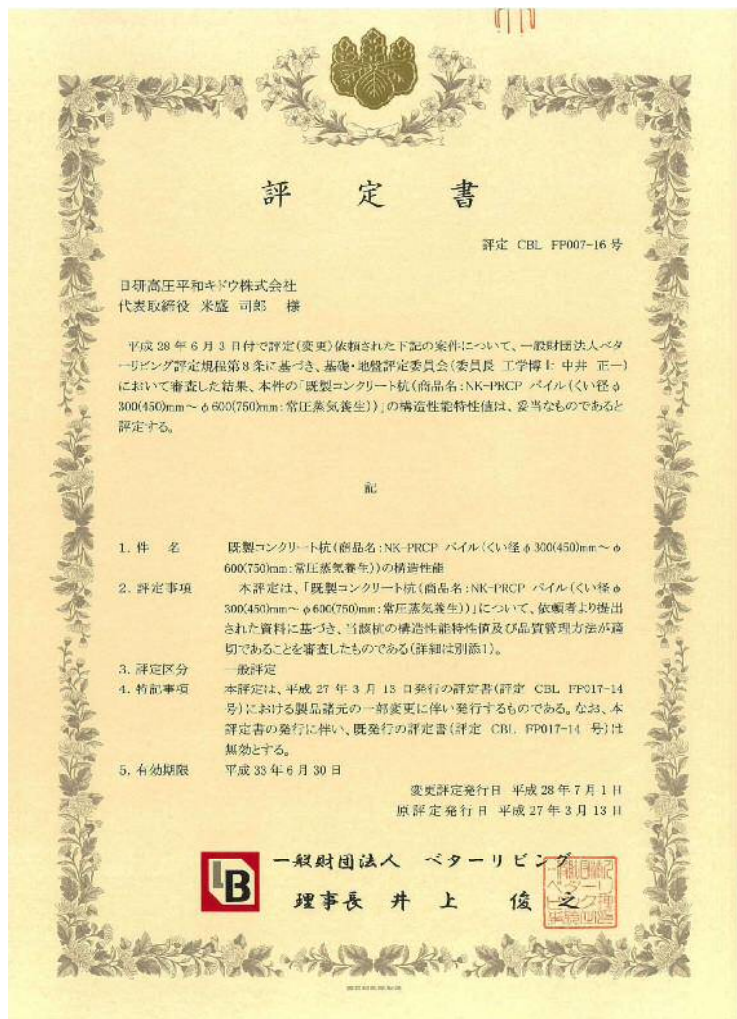 評定書
評定 CBL FP007-16 号
日研高圧平和キドウ株式会社
代表取締役 米盛 司郎 様
平成 28 年 6 月 3 日付で評定(変更)依頼された下記の案件について、一般財団法人ベタ
ーリビング評定規程第8条に基づき、基礎・地盤評定委員会(委員長 工学博士 中井 正一)
において審査した結果、本件の「既製コンクリート杭(商品名:NK-PRCP パイル(くい径φ
300(450)mm～φ600(750)mm:常圧蒸気養生))」の構造性能特性値は、妥当なものであると
評定する。
記
1. 件 名 既製コンクリート杭(商品名:NK-PRCP パイル(くい径φ300(450)mm～φ
600(750)mm:常圧蒸気養生))の構造性能
2. 評定事項 本評定は、「既製コンクリート杭(商品名:NK-PRCP パイル(くい径φ
300(450)mm～φ600(750)mm:常圧蒸気養生))」について、依頼者より提出
された資料に基づき、当該杭の構造性能特性値及び品質管理方法が適
切であることを審査したものである(詳細は別添1)。
3. 評定区分 一般評定
4. 特記事項 本評定は、平成 27 年 3 月 13 日発行の評定書(評定 CBL FP017-14
号)における製品諸元の一部変更に伴い発行するものである。なお、本
評定書の発行に伴い、既発行の評定書(評定 CBL FP017-14 号)は
無効とする。
5. 有効期限 平成 33 年 6 月 30 日
変更評定発行日 平成 28 年 7 月 1 日
原評定発行日 平成 27 年 3 月 13 日
LB
一般財団法人 ベターリビング
理事長 井上 俊之